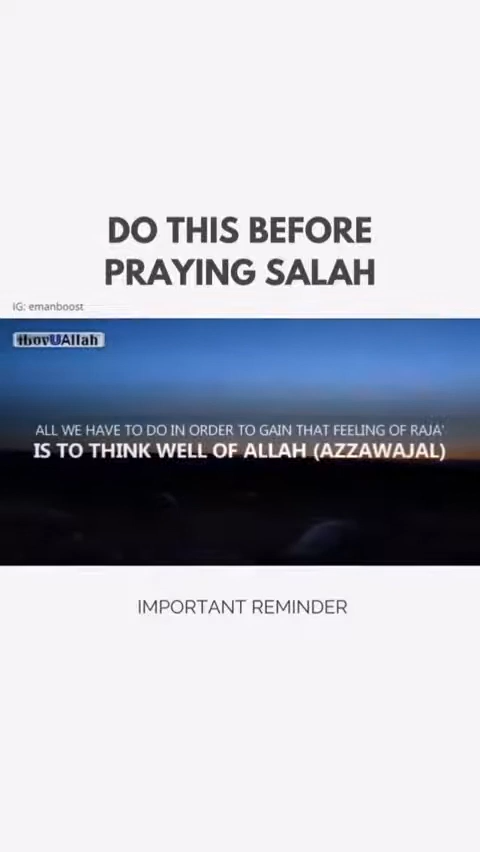 DO THIS BEFORE
PRAYING SALAH
IG: emanboost
ilovUAllah
ALL WE HAVE TO DO IN ORDER TO GAIN THAT FEELING OF RAJA'
IS TO THINK WELL OF ALLAH (AZZAWAJAL)
IMPORTANT REMINDER